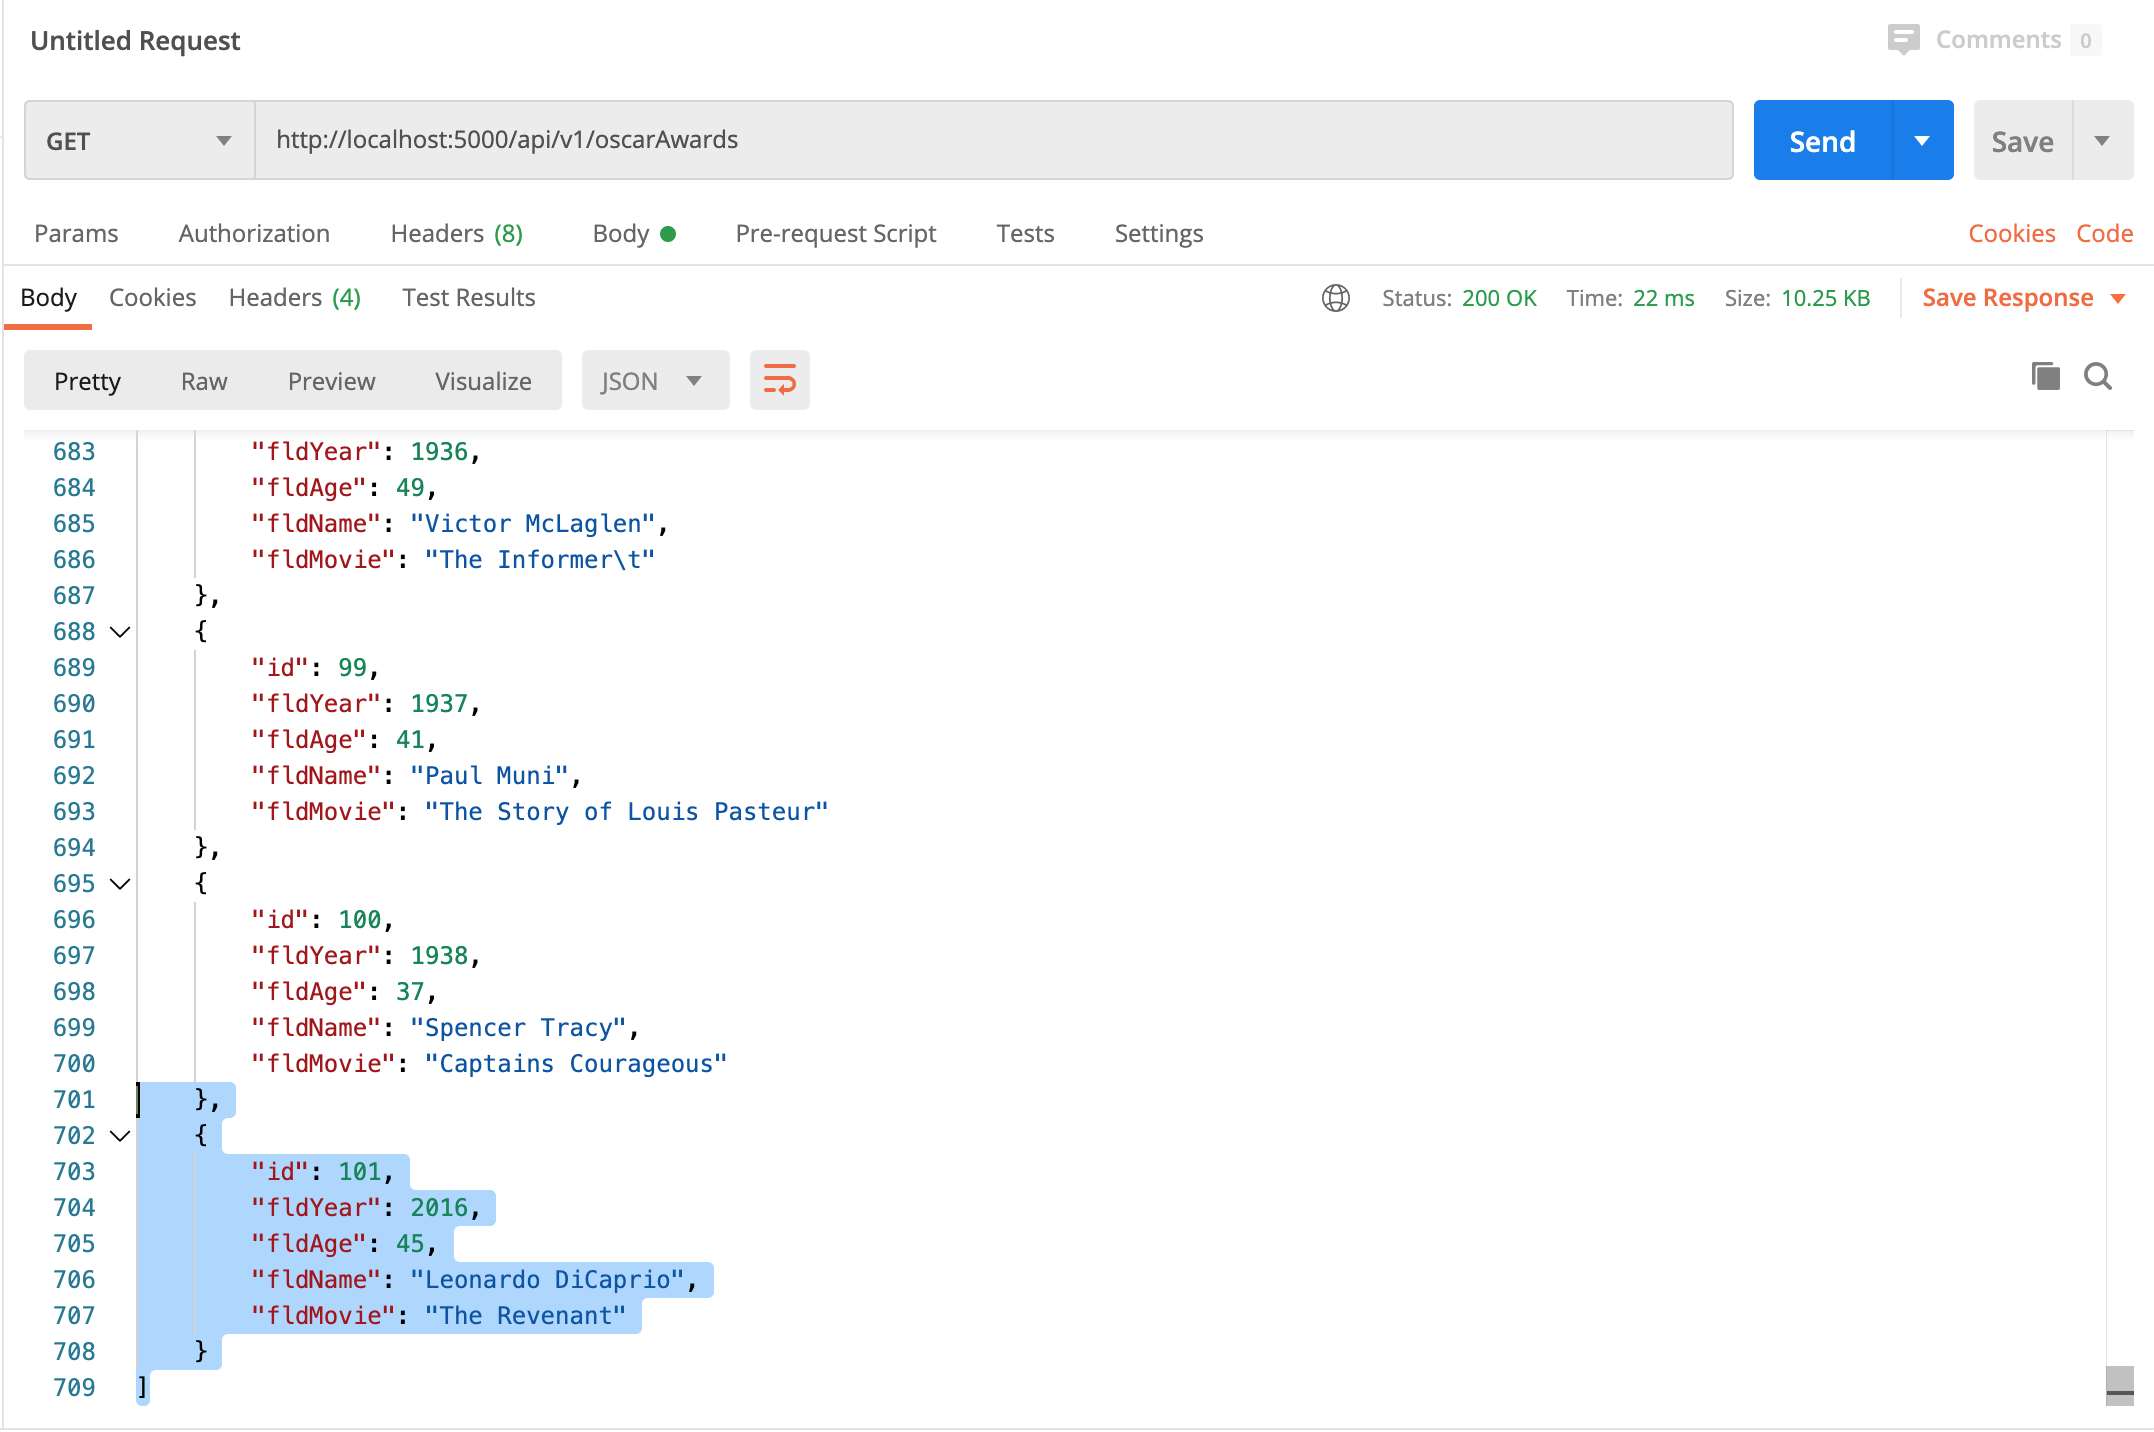 Untitled Request
Comments 0
GET
http://localhost:5000/api/v1/oscarAwards
Send
Save
Params Authorization Headers (8) Body Pre-request Script Tests Settings Cookies Code
Body Cookies Headers (4) Test Results Status: 200 OK Time: 22 ms Size: 10.25 KB Save Response
Pretty Raw Preview Visualize JSON
683 "fldYear": 1936,
684 "fldAge": 49,
685 "fldName": "Victor McLaglen",
686 "fldMovie": "The Informer\t"
687 },
688 {
689 "id": 99,
690 "fldYear": 1937,
691 "fldAge": 41,
692 "fldName": "Paul Muni",
693 "fldMovie": "The Story of Louis Pasteur"
694 },
695 {
696 "id": 100,
697 "fldYear": 1938,
698 "fldAge": 37,
699 "fldName": "Spencer Tracy",
700 "fldMovie": "Captains Courageous"
701 },
702 {
703 "id": 101,
704 "fldYear": 2016,
705 "fldAge": 45,
706 "fldName": "Leonardo DiCaprio",
707 "fldMovie": "The Revenant"
708 }
709 ]